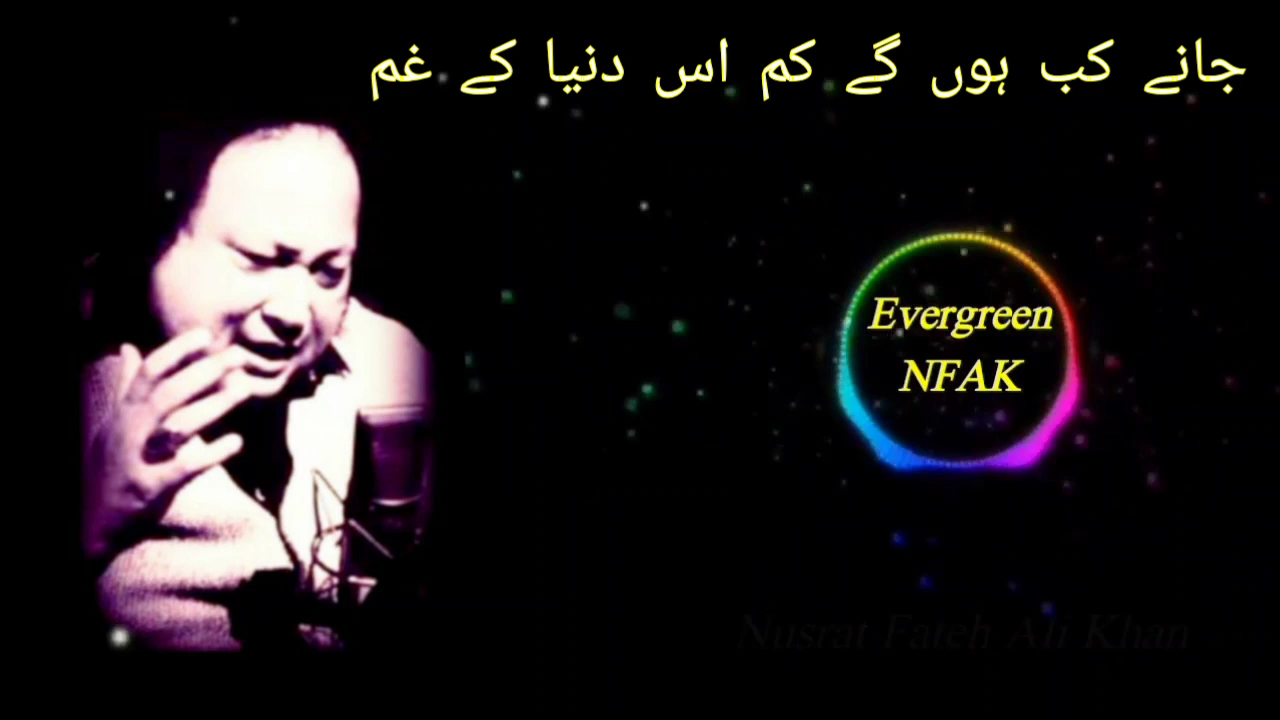 جانے کب ہوں گے کم اس دنیا کے غم
Evergreen
NFAK
Nusrat Fateh Ali Khan